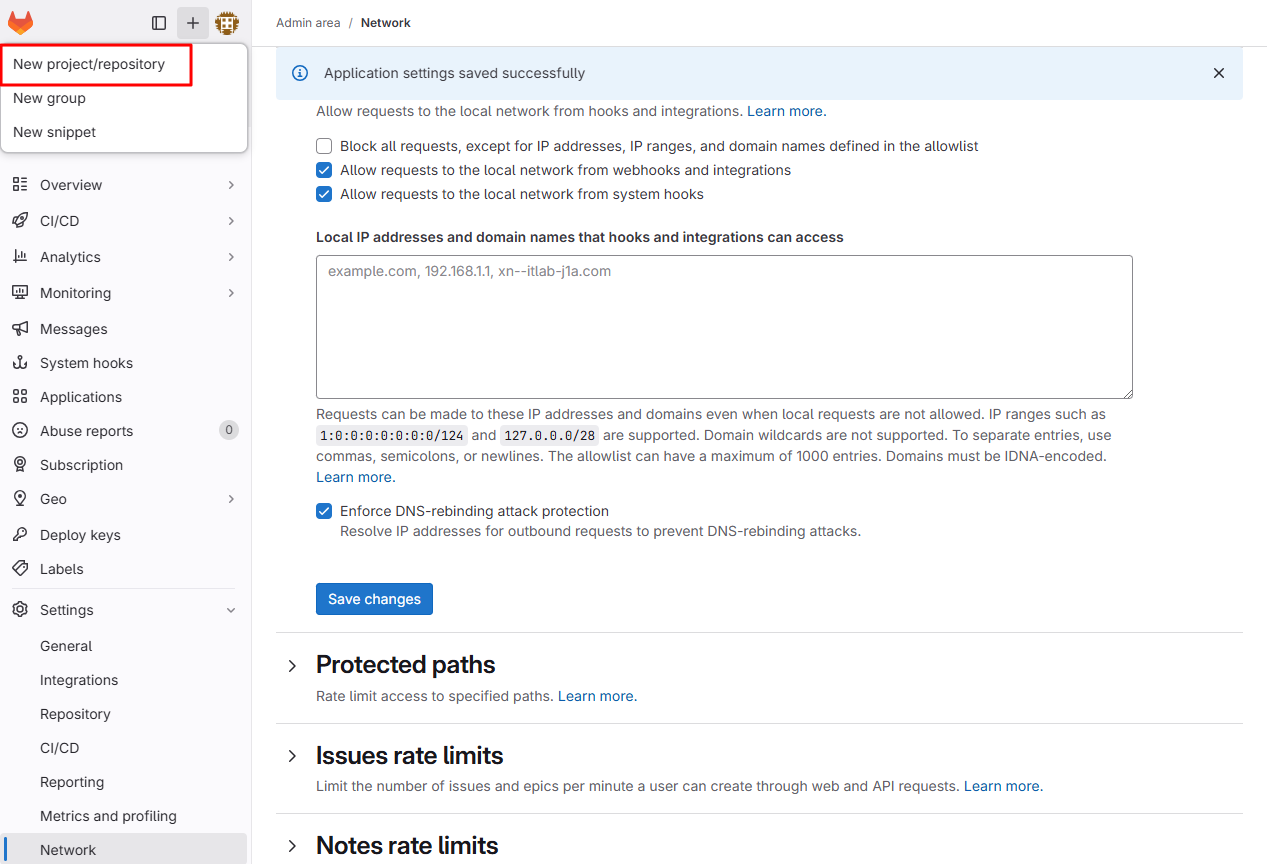 Admin area / Network
New project/repository
New group
New snippet
Overview
CI/CD
Analytics
Monitoring
Messages
System hooks
Applications
Abuse reports 0
Subscription
Geo
Deploy keys
Labels
Settings
General
Integrations
Repository
CI/CD
Reporting
Metrics and profiling
Network
Application settings saved successfully
Allow requests to the local network from hooks and integrations. Learn more.
Block all requests, except for IP addresses, IP ranges, and domain names defined in the allowlist
Allow requests to the local network from webhooks and integrations
Allow requests to the local network from system hooks
Local IP addresses and domain names that hooks and integrations can access
example.com, 192.168.1.1, xn--itlab-j1a.com
Requests can be made to these IP addresses and domains even when local requests are not allowed. IP ranges such as
1:0:0:0:0:0:0:0/124 and 127.0.0.0/28 are supported. Domain wildcards are not supported. To separate entries, use
commas, semicolons, or newlines. The allowlist can have a maximum of 1000 entries. Domains must be IDNA-encoded.
Learn more.
Enforce DNS-rebinding attack protection
Resolve IP addresses for outbound requests to prevent DNS-rebinding attacks.
Save changes
Protected paths
Rate limit access to specified paths. Learn more.
Issues rate limits
Limit the number of issues and epics per minute a user can create through web and API requests. Learn more.
Notes rate limits